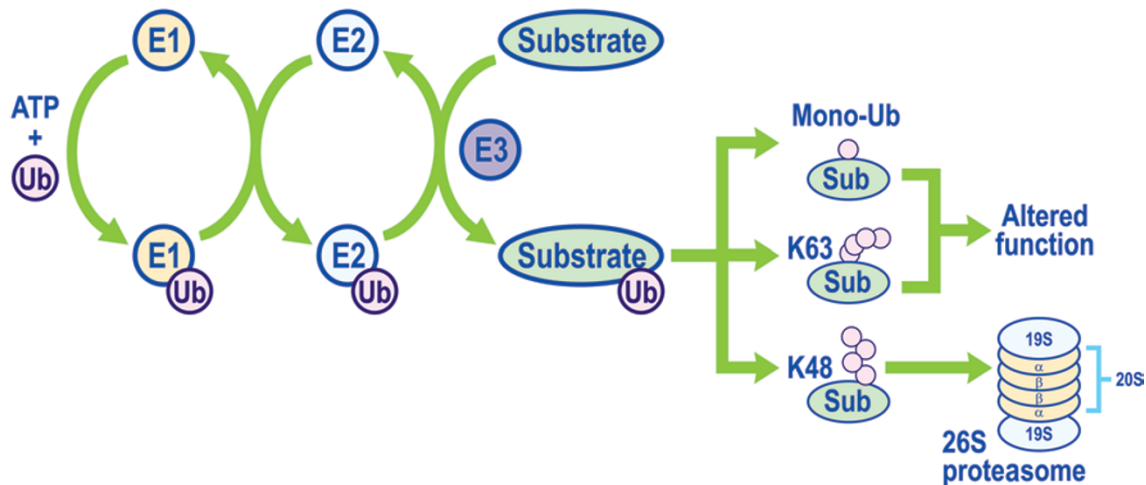 E1
E2
Substrate
ATP
+
Ub
E3
E1
Ub
E2
Ub
Substrate
Ub
Mono-Ub
Sub
K63
Sub
Altered
function
K48
Sub
19S
α
β
β
α
19S
20S
26S
proteasome